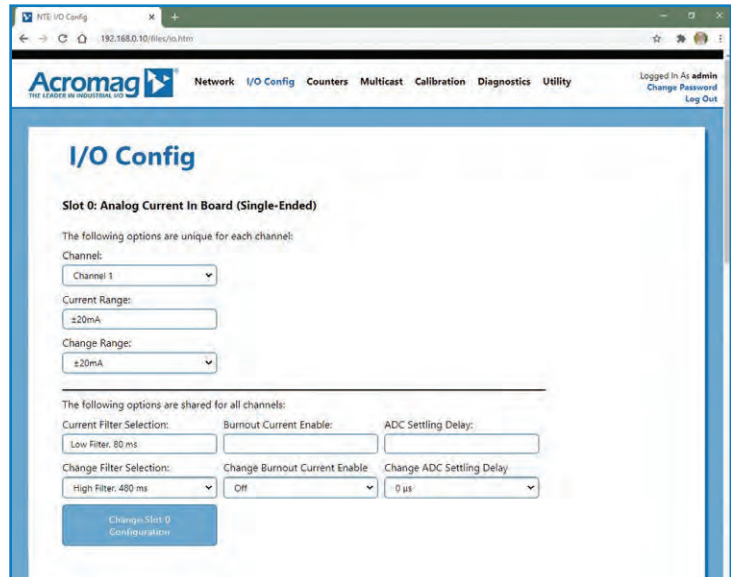 NTE: I/O Config
192.168.0.10/files/io.htm
Acromag
THE LEADER IN INDUSTRIAL I/O
Network I/O Config Counters Multicast Calibration Diagnostics Utility
Logged In As admin
Change Password
Log Out
I/O Config
Slot 0: Analog Current In Board (Single-Ended)
The following options are unique for each channel:
Channel:
Channel 1
Current Range:
±20mA
Change Range:
±20mA
The following options are shared for all channels:
Current Filter Selection: Burnout Current Enable: ADC Settling Delay:
Low Filter. 80 ms
Change Filter Selection: Change Burnout Current Enable Change ADC Settling Delay
High Filter. 480 ms Off 0 µs
Change Slot 0
Configuration